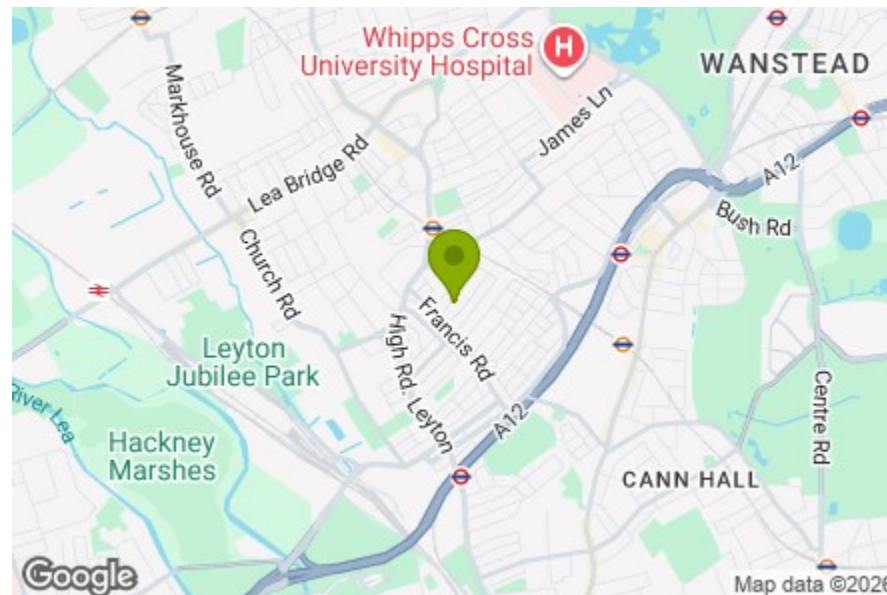 Whipps Cross
University Hospital
H
WANSTEAD
Markhouse Rd
James Ln
Lea Bridge Rd
A12
Bush Rd
Church Rd
Francis Rd
High Rd. Leyton
Leyton
Jubilee Park
River Lea
Hackney
Marshes
A12
Centre Rd
CANN HALL
Google
Map data ©2026